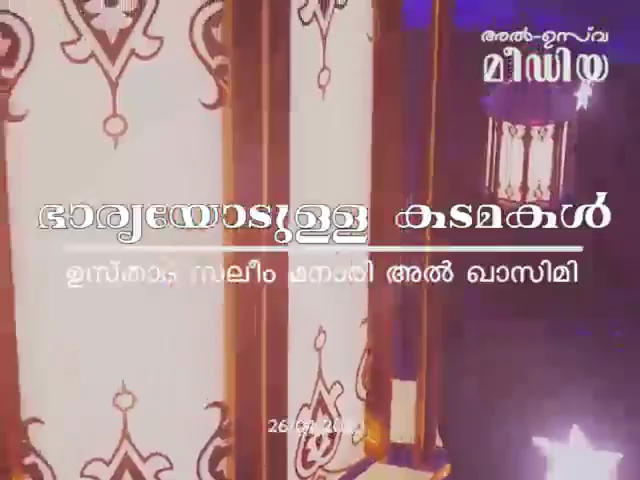 അൽ-ഉസ്‌വ
മീഡിയ
ഭാര്യയോടുള്ള കടമകൾ
ഉസ്താദ് സലീം മനാരി അൽ ഖാസിമി